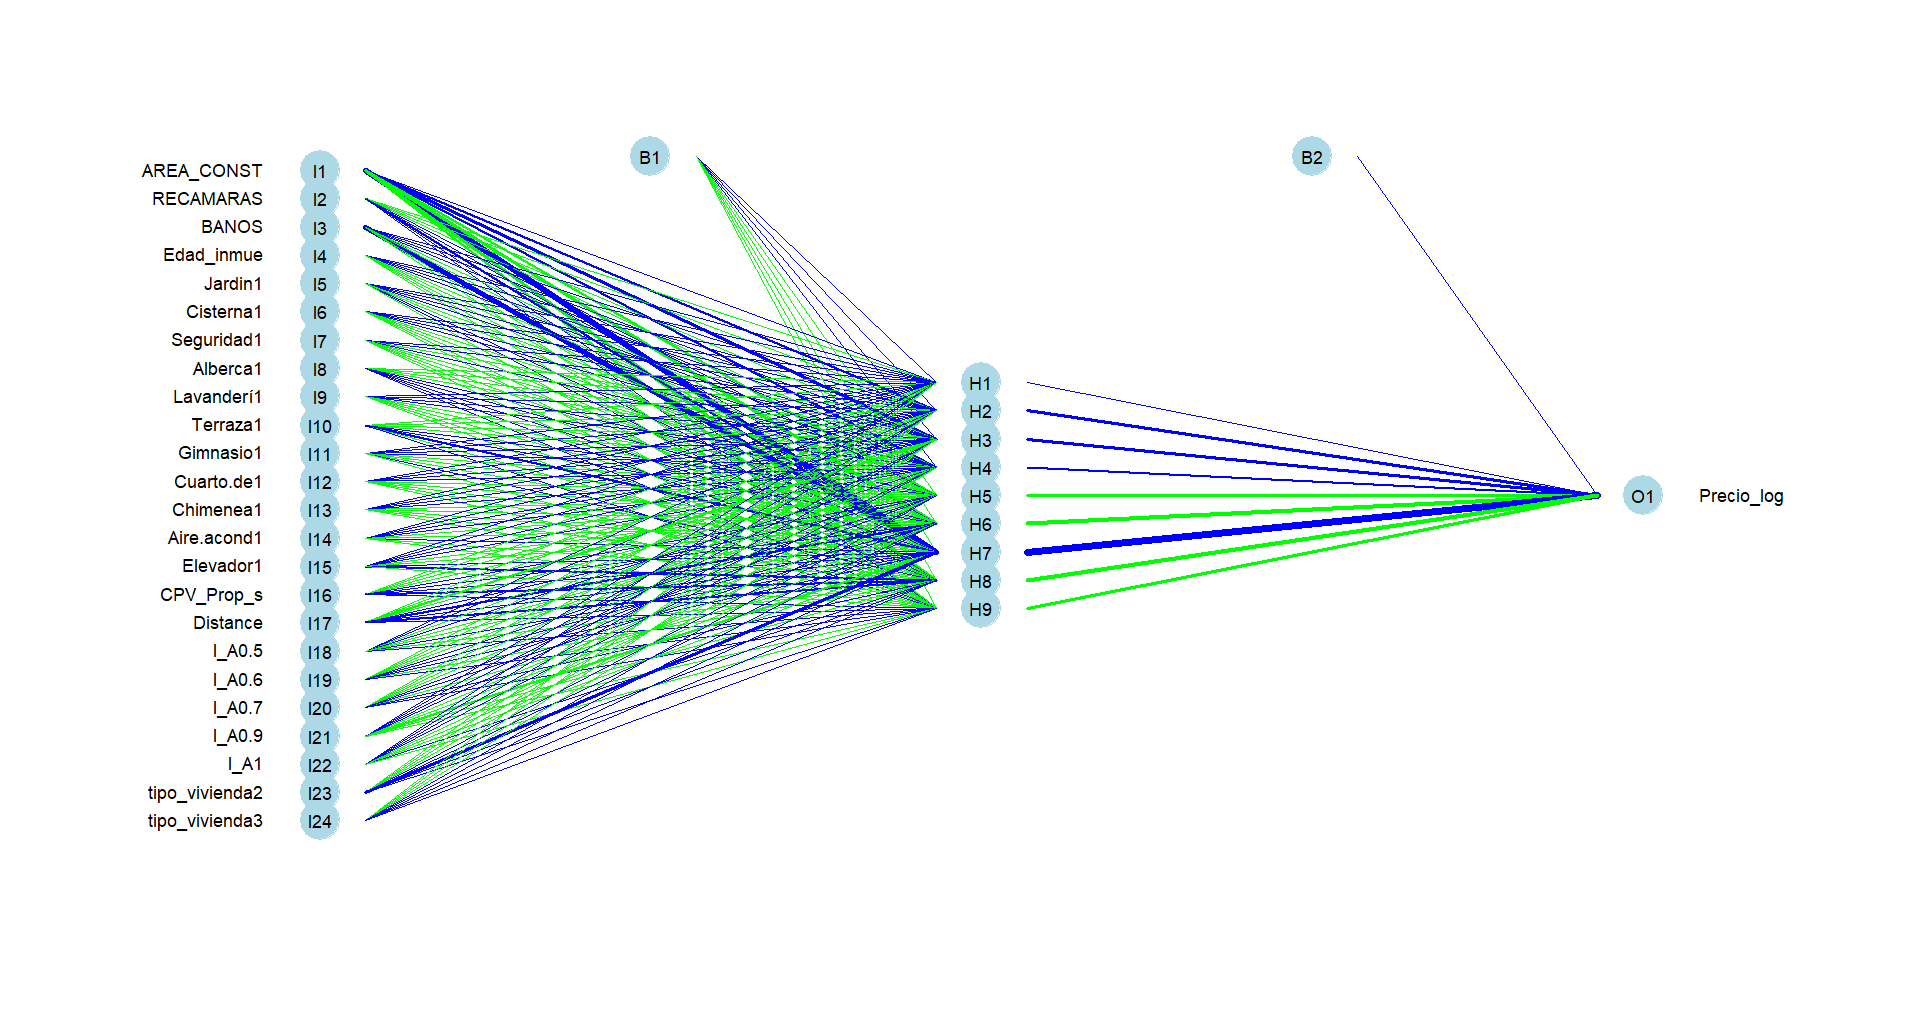 B1
B2
AREA_CONST I1
RECAMARAS I2
BANOS I3
Edad_inmue I4
Jardin1 I5
Cisterna1 I6
Seguridad1 I7
Alberca1 I8
Lavanderí1 I9
Terraza1 I10
Gimnasio1 I11
Cuarto.de1 I12
Chimenea1 I13
Aire.acond1 I14
Elevador1 I15
CPV_Prop_s I16
Distance I17
I_A0.5 I18
I_A0.6 I19
I_A0.7 I20
I_A0.9 I21
I_A1 I22
tipo_vivienda2 I23
tipo_vivienda3 I24
H1
H2
H3
H4
H5
H6
H7
H8
H9
O1 Precio_log